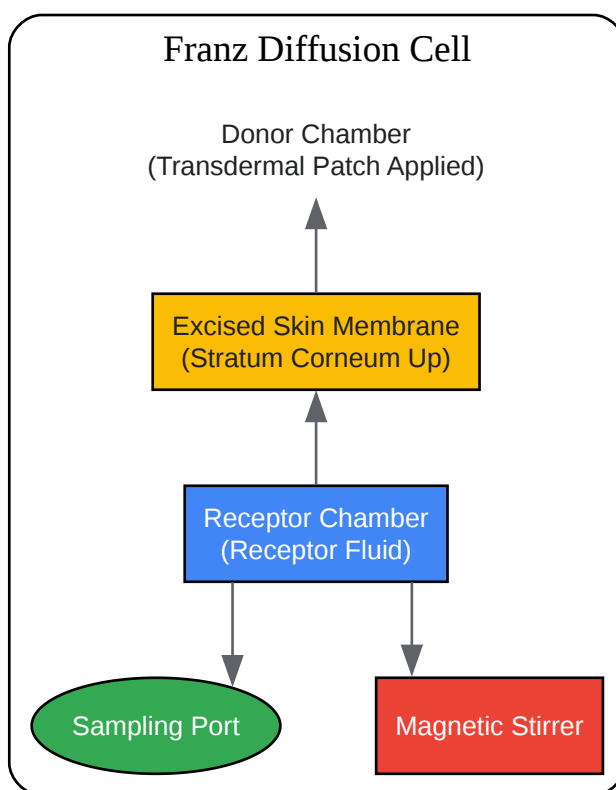 Franz Diffusion Cell
Donor Chamber
(Transdermal Patch Applied)
Excised Skin Membrane
(Stratum Corneum Up)
Receptor Chamber
(Receptor Fluid)
Sampling Port
Magnetic Stirrer